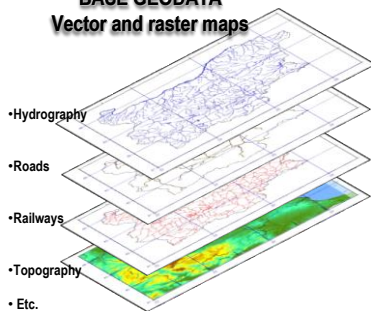 BASE GEODATA
Vector and raster maps
•Hydrography
•Roads
•Railways
•Topography
• Etc.